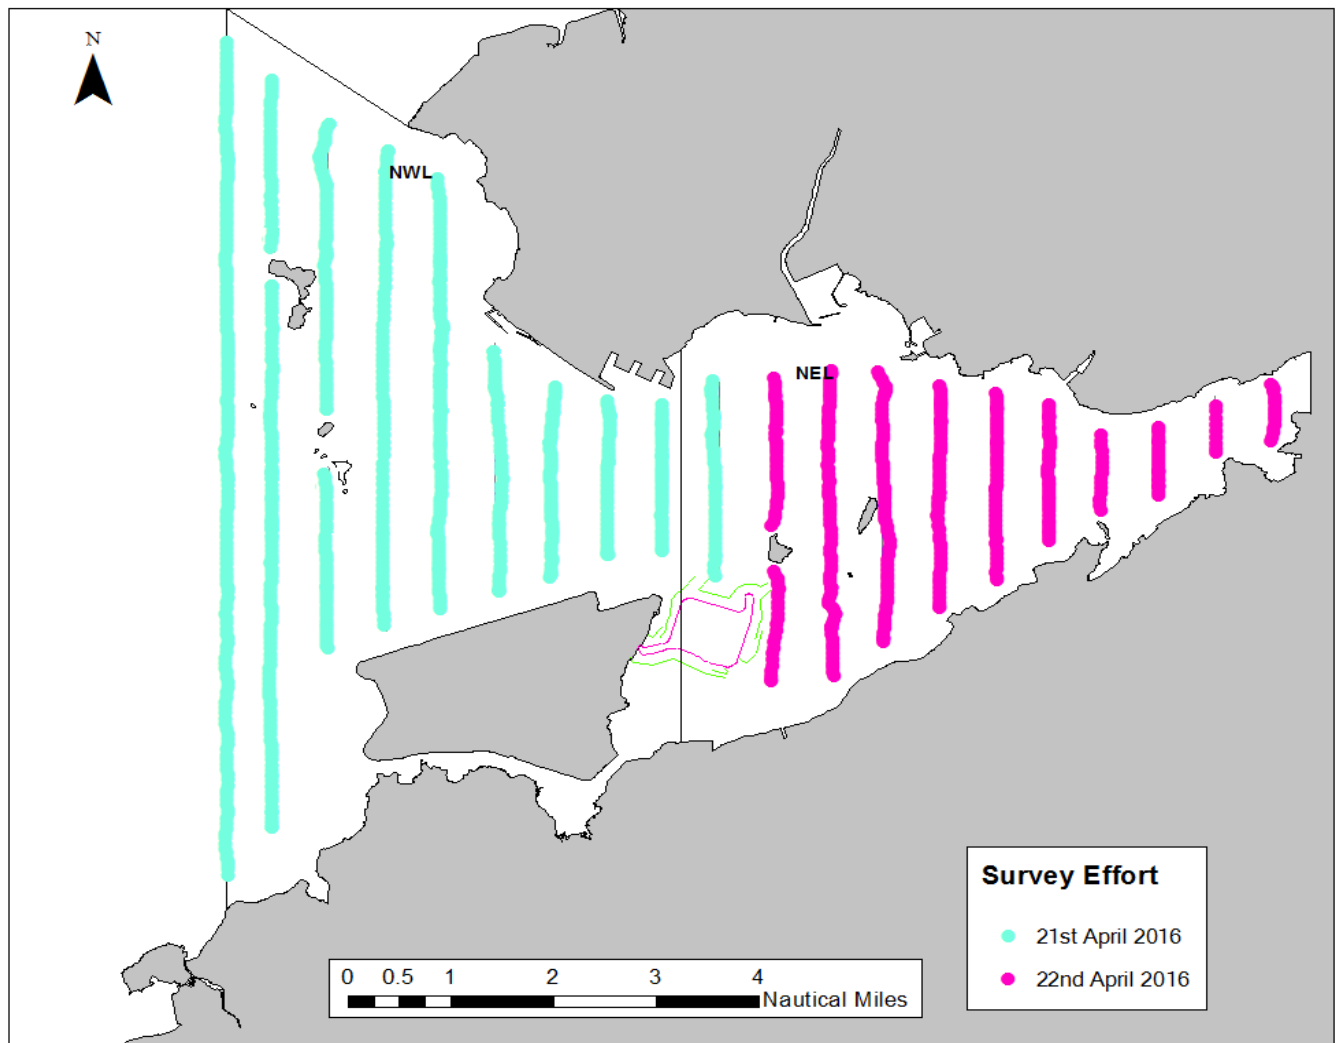 N
NWL
NEL
Survey Effort
21st April 2016
22nd April 2016
0 0.5 1 2 3 4
Nautical Miles